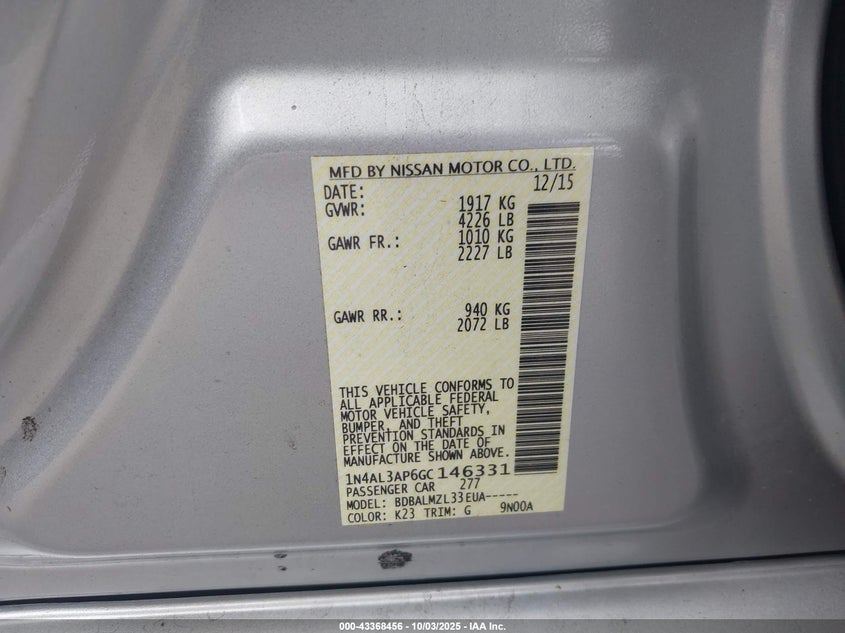 MFD BY NISSAN MOTOR CO., LTD.
DATE: 12/15
GVWR: 1917 KG
4226 LB
GAWR FR.: 1010 KG
2227 LB
GAWR RR.: 940 KG
2072 LB
THIS VEHICLE CONFORMS TO
ALL APPLICABLE FEDERAL
MOTOR VEHICLE SAFETY,
BUMPER, AND THEFT
PREVENTION STANDARDS IN
EFFECT ON THE DATE OF
MANUFACTURE SHOWN ABOVE.
1N4AL3AP6GC146331
PASSENGER CAR 277
MODEL: BDBALMZL33EUA-----
COLOR: K23 TRIM: G 9N00A
000-43368456 - 10/03/2025 - IAA Inc.